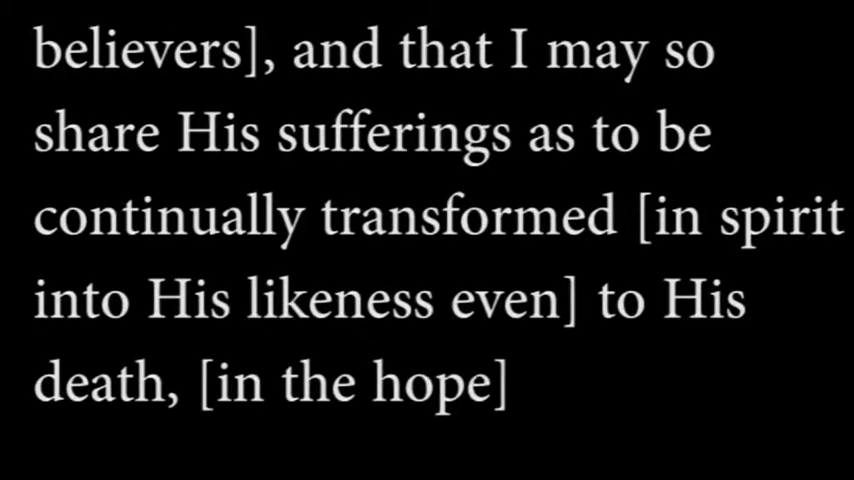 believers], and that I may so
share His sufferings as to be
continually transformed [in spirit
into His likeness even] to His
death, [in the hope]